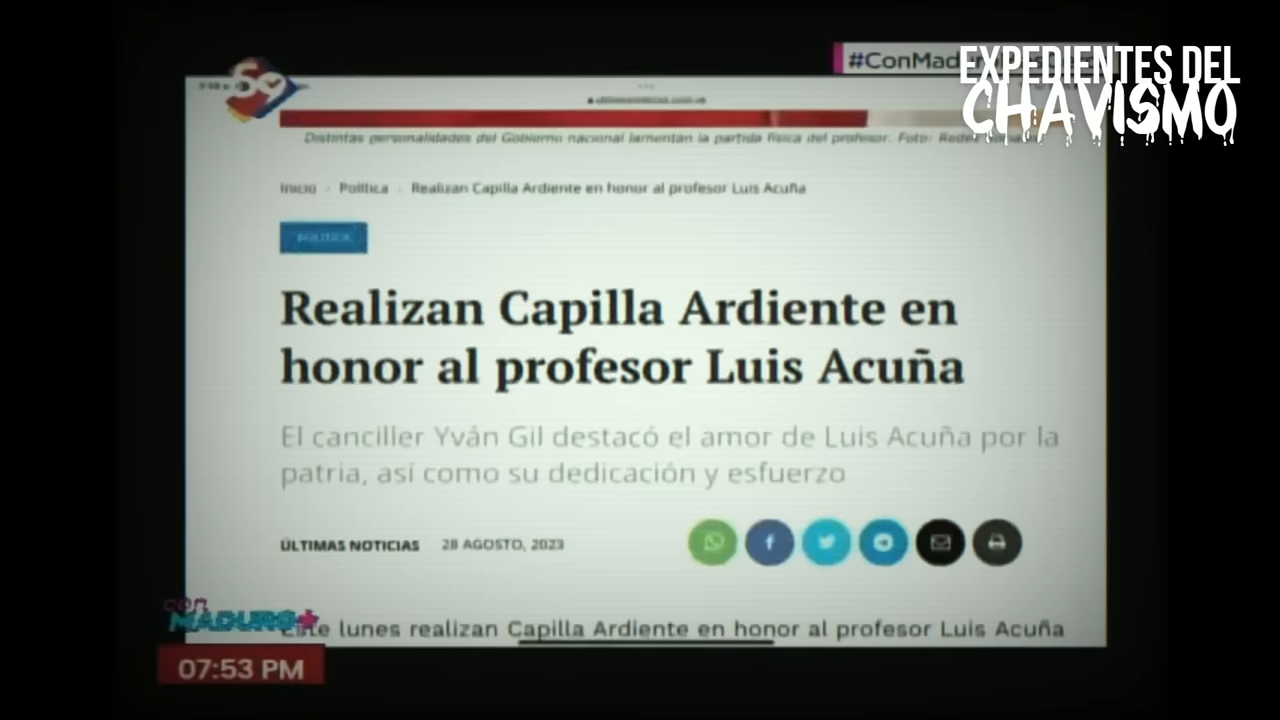 #ConMadu
EXPEDIENTES DEL
CHAVISMO
Distintas personalidades del Gobierno nacional lamentan la partida física del profesor. Foto: Redes
Inicio
Política
Realizan Capilla Ardiente en honor al profesor Luis Acuña
POLÍTICA
Realizan Capilla Ardiente en
honor al profesor Luis Acuña
El canciller Yván Gil destacó el amor de Luis Acuña por la
patria, así como su dedicación y esfuerzo
ÚLTIMAS NOTICIAS 28 AGOSTO, 2023
con
MADURO+
Este lunes realizan Capilla Ardiente en honor al profesor Luis Acuña
07:53 PM